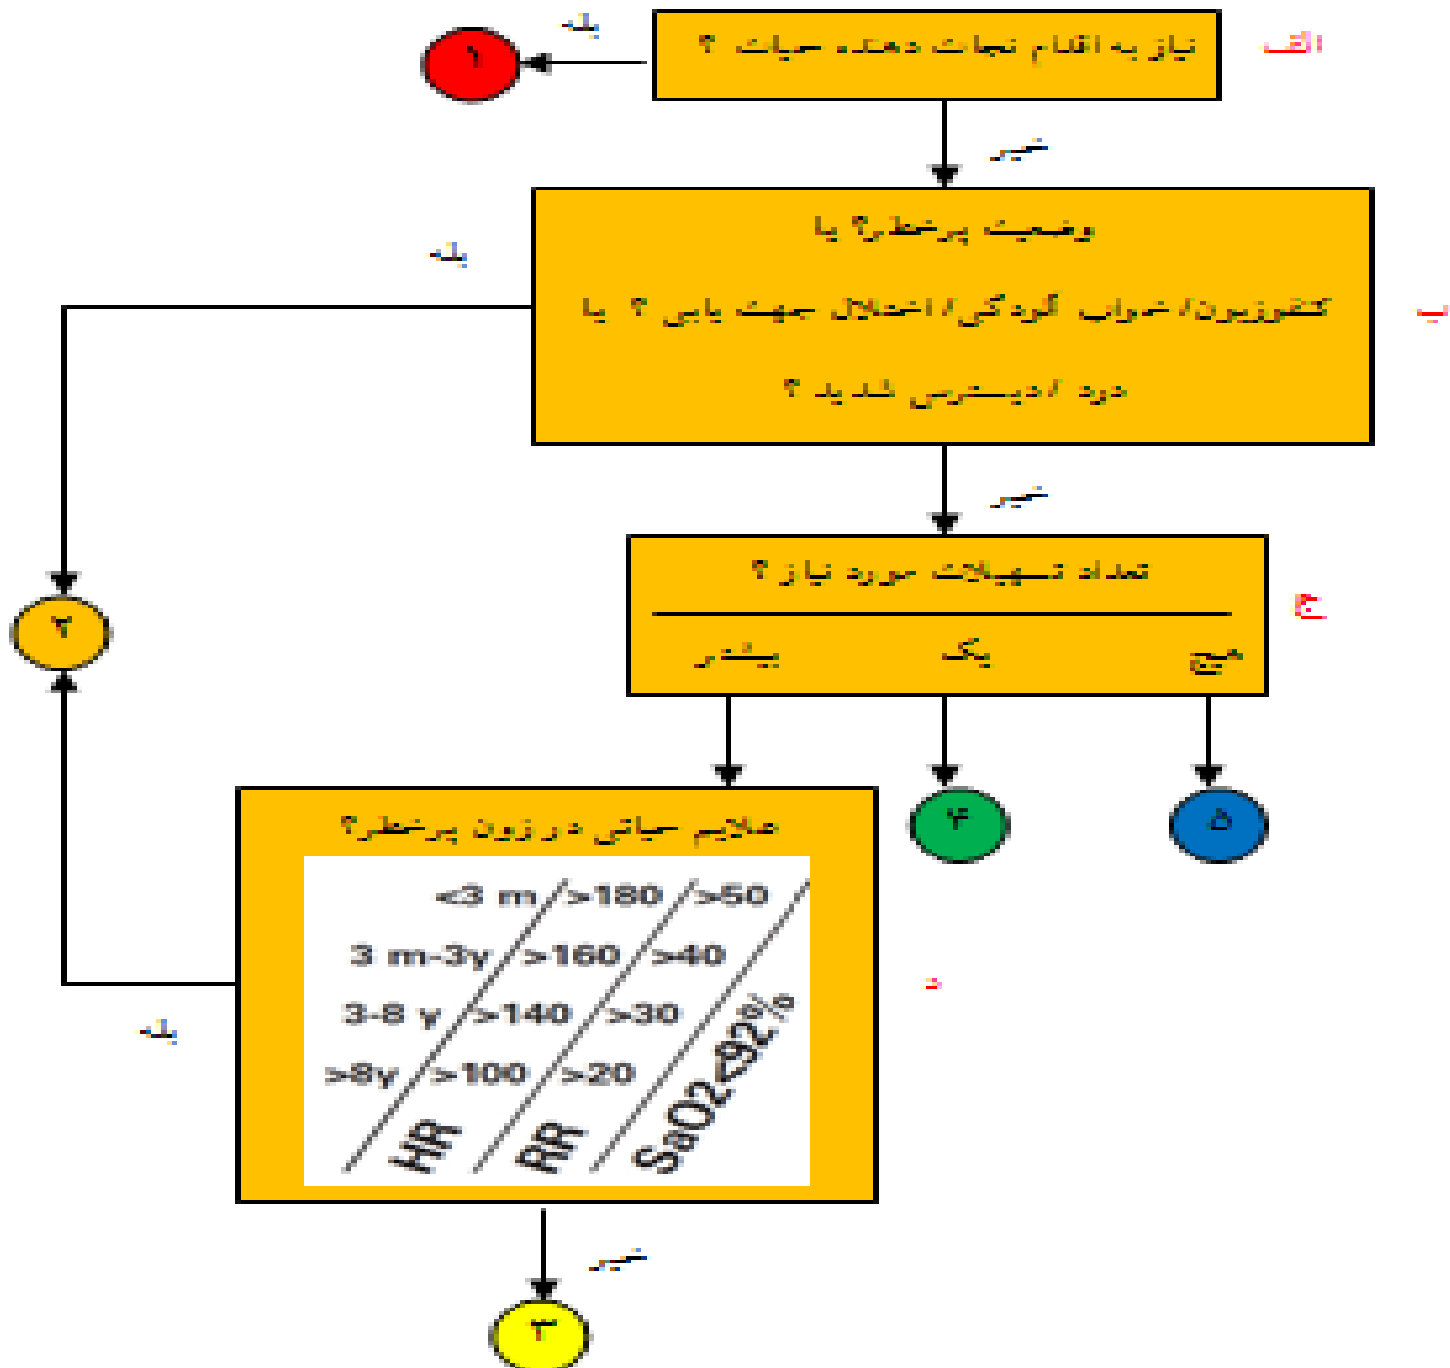 الف
نیاز به اقدام نجات دهنده حیات ؟
بله
۱
خیر
ب
وضعیت پرخطر؟ یا
کنفوزیون/ خواب آلودگی/ اختلال جهت یابی ؟ یا
درد /دیسترس شدید ؟
بله
۲
خیر
ج
تعداد تسهیلات مورد نیاز ؟
هیچ یک بیشتر
۵
۴
د
علایم حیاتی در زون پرخطر؟
<3 m >180 >50
3 m-3y >160 >40
3-8 y >140 >30
>8y >100 >20
HR RR SaO2<92%
بله
خیر
۳